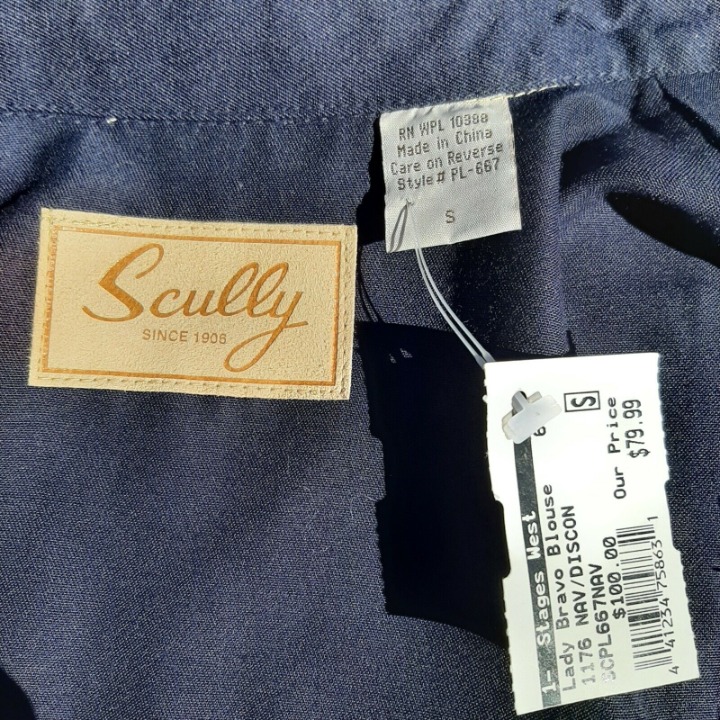 Scully
SINCE 1906
RN WPL 10388
Made in China
Care on Reverse
Style# PL-667
S
1- Stages West
S
Lady Bravo Blouse
1176 NAV/DISCON
SCPL667NAV
$100.00
Our Price
$79.99
4 41234 75863 1